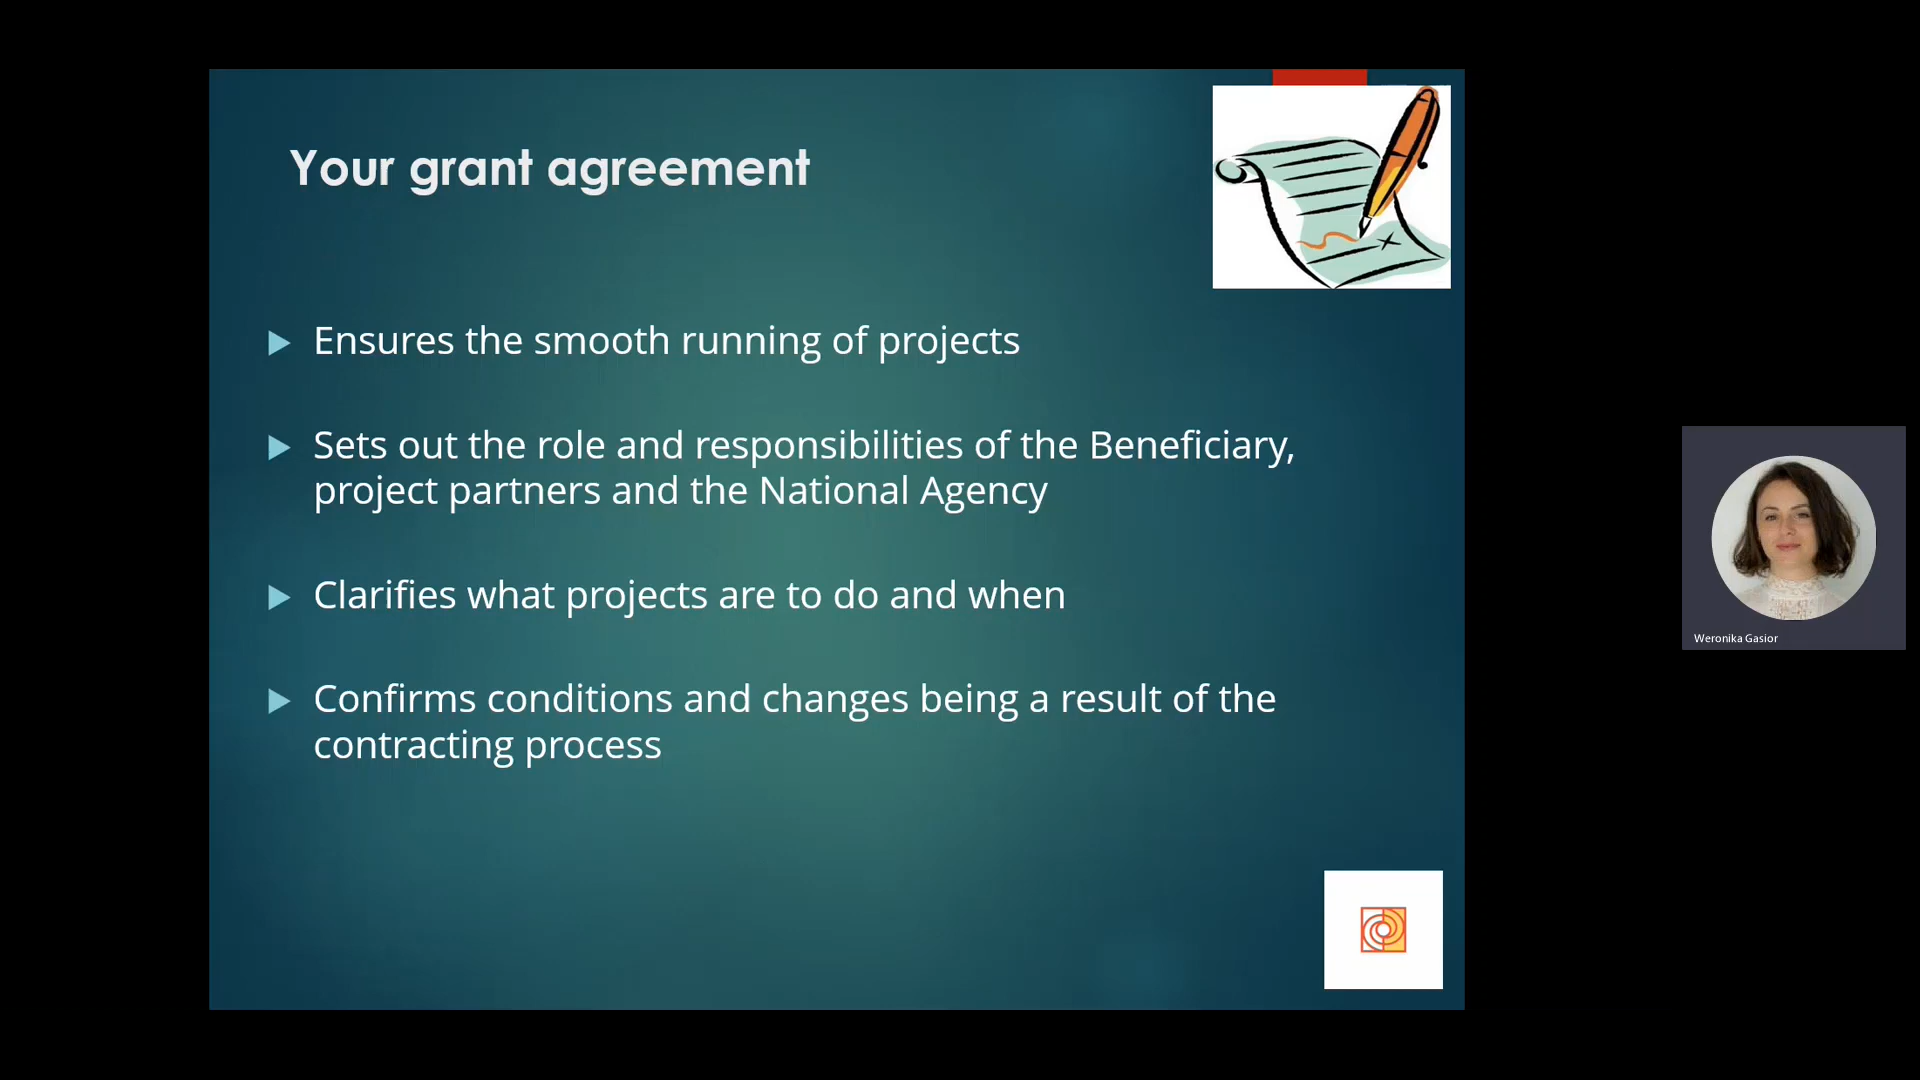 Your grant agreement
Ensures the smooth running of projects
Sets out the role and responsibilities of the Beneficiary,
project partners and the National Agency
Clarifies what projects are to do and when
Confirms conditions and changes being a result of the
contracting process
Weronika Gasior